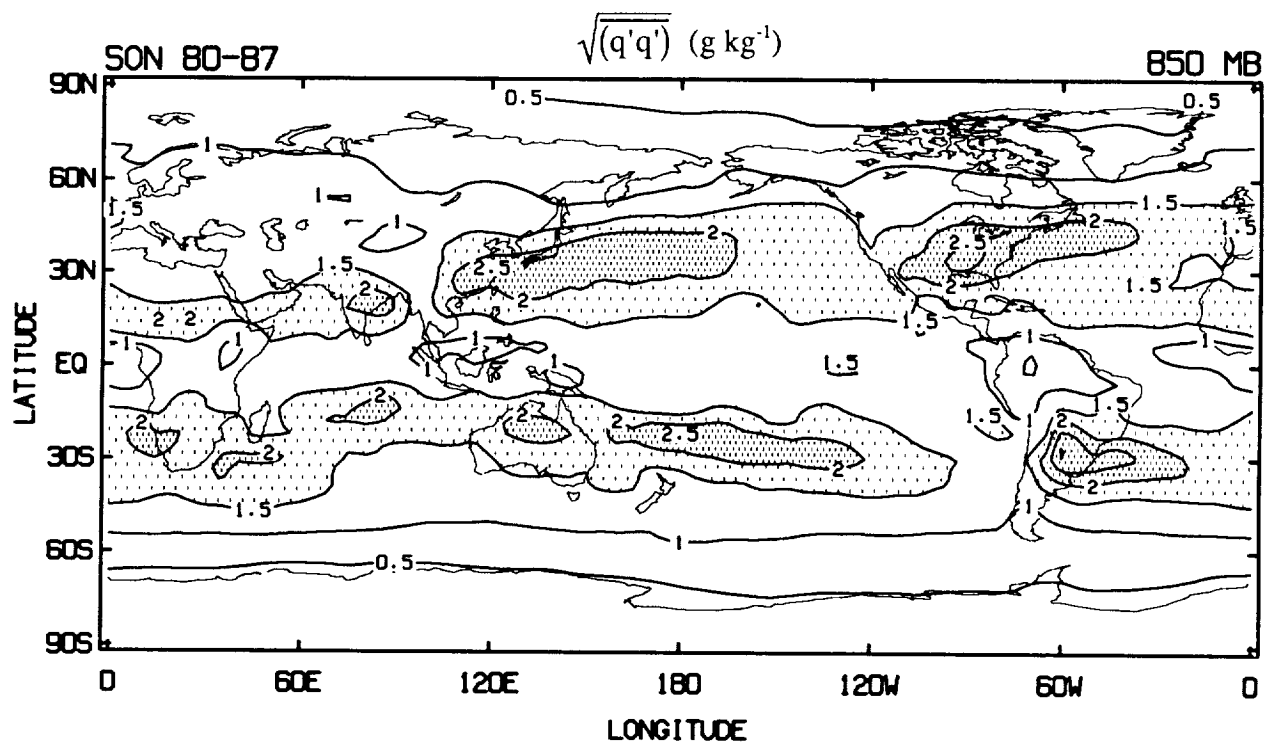 √(q'q') (g kg⁻¹)
SON 80-87 850 MB
90N
0.5 0.5
1
60N
1 1.5
1.5
1 2 2
2.5 2.5
30N 1.5 2
2 2 1.5
2 2 1.5
1 1 1 1
EQ 1 1 1.5
2 1.5
2 2 1.5 1 2
2.5
30S 2 2
2
1.5 1
1
60S
0.5
90S
0 60E 120E 180 120W 60W 0
LATITUDE
LONGITUDE